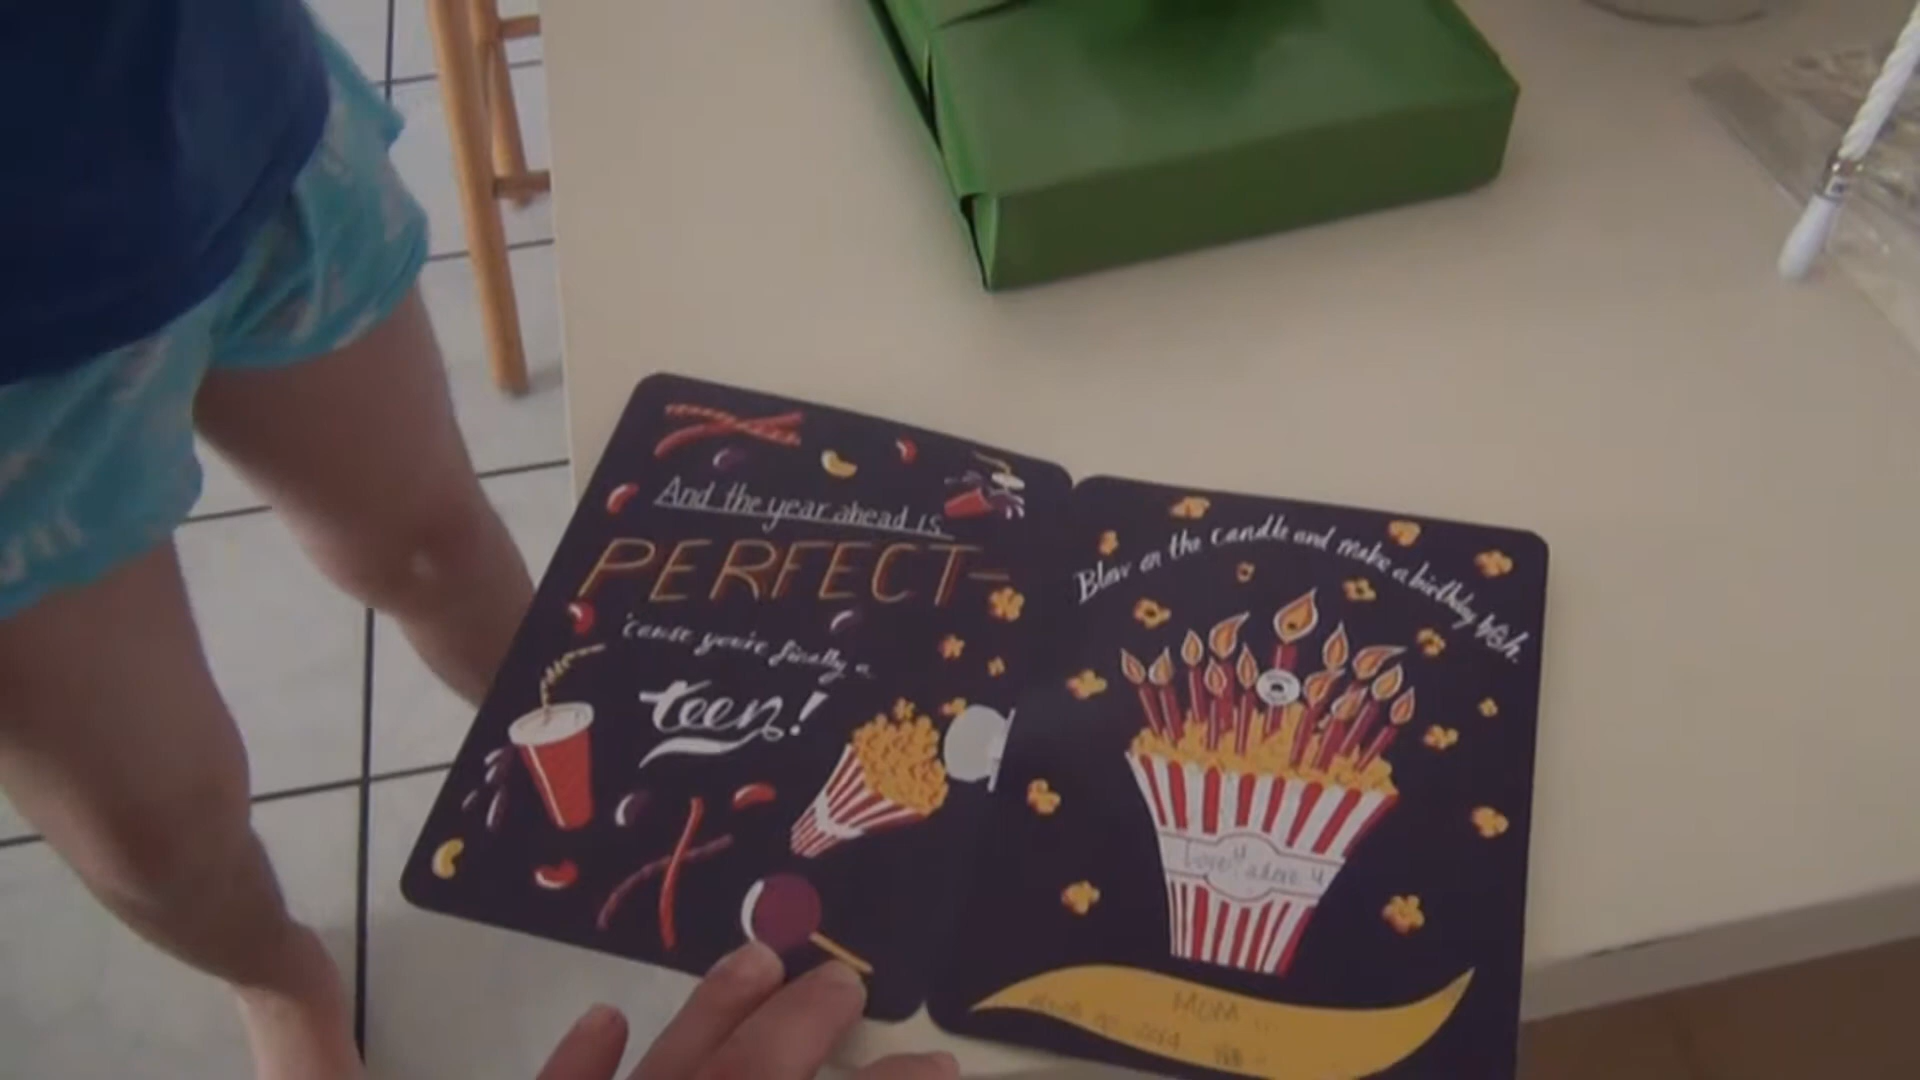 And the year ahead is
PERFECT-
'cause you're finally a
teen!
Blow on the candle and make a birthday wish.
Love
MOM